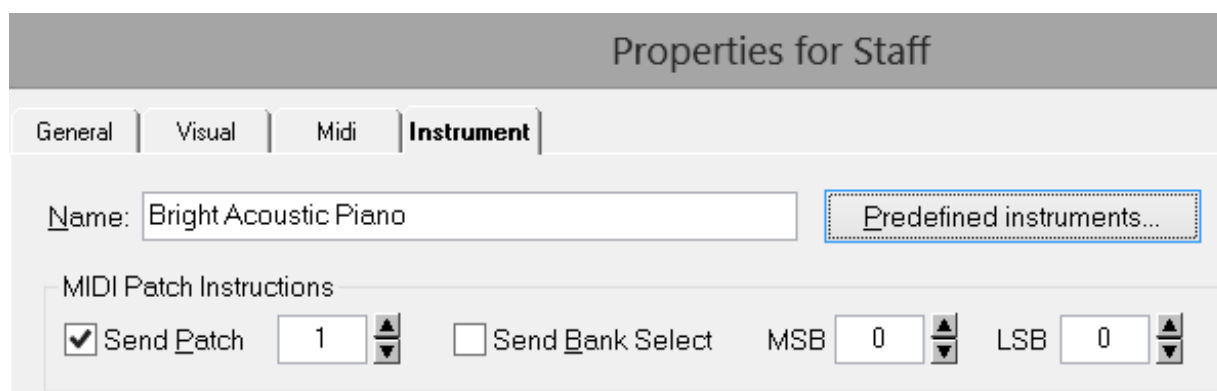 Properties for Staff
General Visual Midi Instrument
Name: Bright Acoustic Piano Predefined instruments...
MIDI Patch Instructions
Send Patch 1 Send Bank Select MSB 0 LSB 0